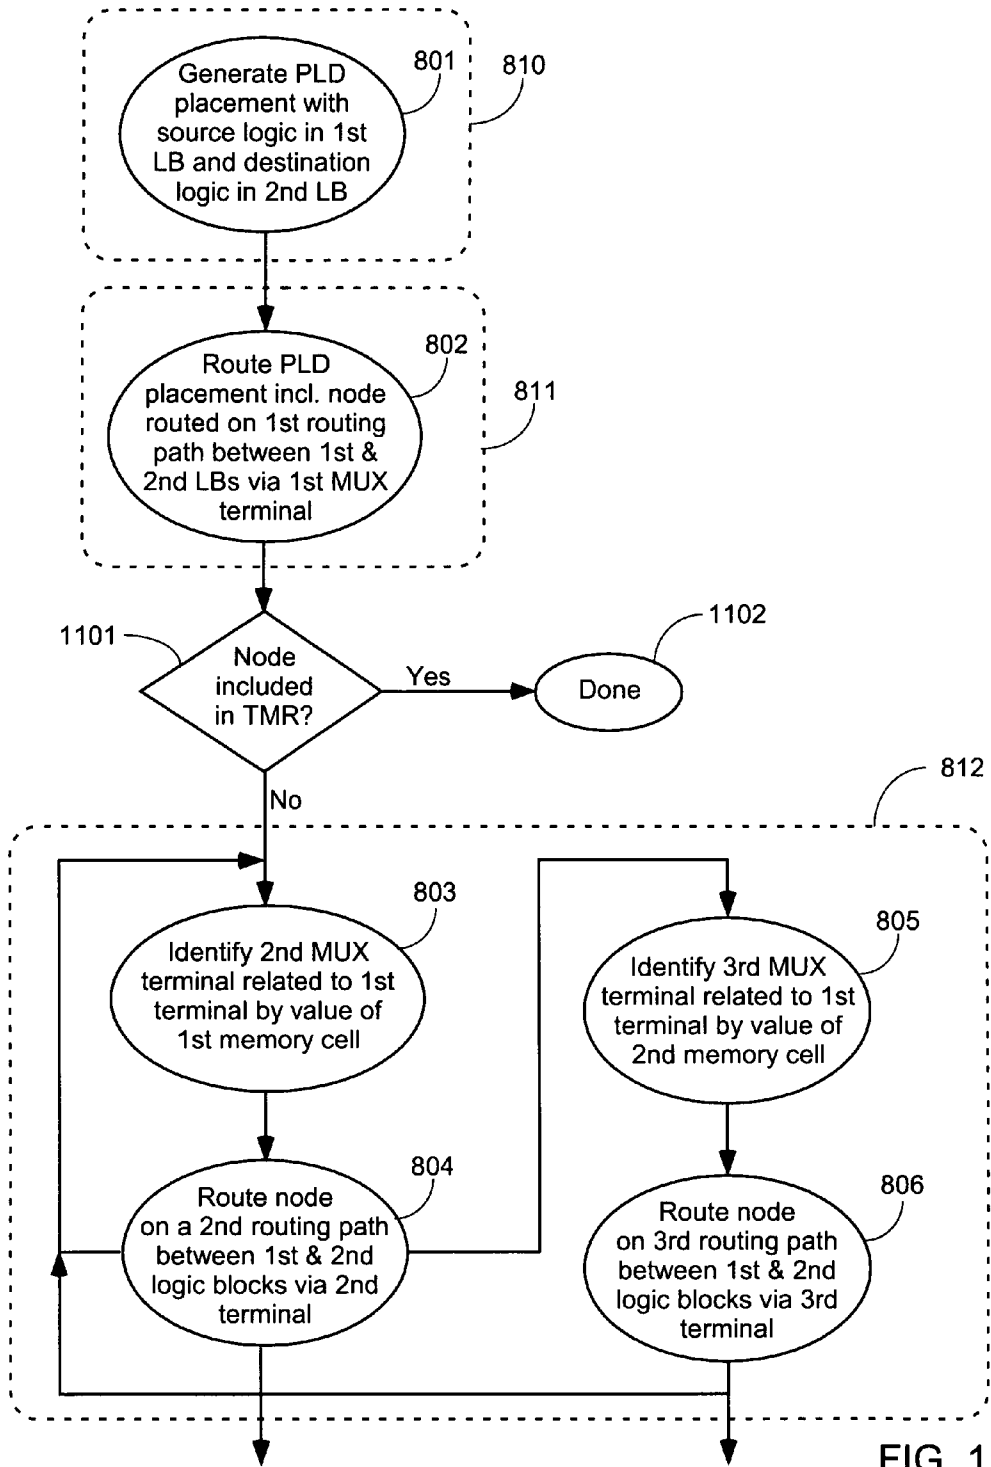 Generate PLD
placement with
source logic in 1st
LB and destination
logic in 2nd LB
801
810
Route PLD
placement incl. node
routed on 1st routing
path between 1st &
2nd LBs via 1st MUX
terminal
802
811
1101
Node
included
in TMR?
Yes
1102
Done
No
812
803
Identify 2nd MUX
terminal related to 1st
terminal by value of
1st memory cell
805
Identify 3rd MUX
terminal related to 1st
terminal by value of
2nd memory cell
804
Route node
on a 2nd routing path
between 1st & 2nd
logic blocks via 2nd
terminal
806
Route node
on 3rd routing path
between 1st & 2nd
logic blocks via 3rd
terminal
FIG. 1